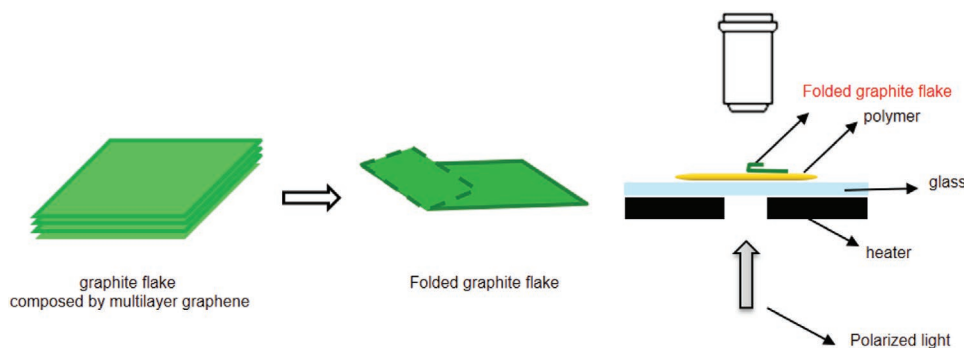 graphite flake
composed by multilayer graphene
Folded graphite flake
Folded graphite flake
polymer
glass
heater
Polarized light